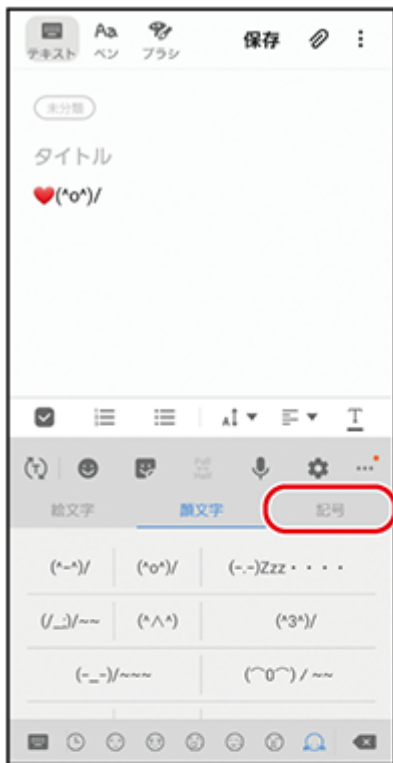 テキスト ペン ブラシ 保存
未分類
タイトル
❤(^o^)/
絵文字 顔文字 記号
(^-^)/ (^o^)/ (-.-)Zzz・・・・
(/_;)/~~ (^∧^) (^3^)/
(-_-)/~~~ (⌒0⌒)/~~